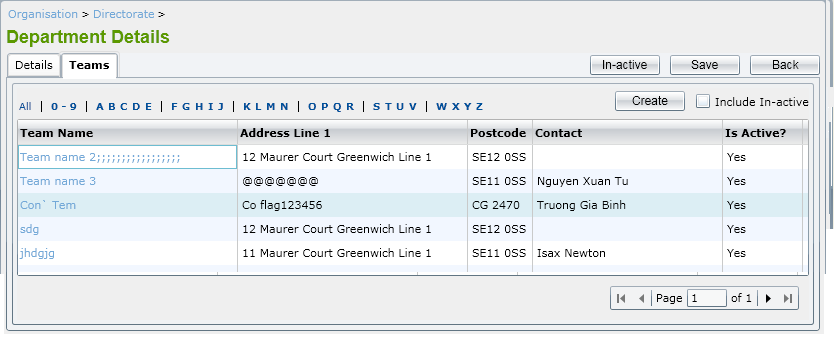 Organisation > Directorate >
Department Details
Details Teams In-active Save Back
All | 0 - 9 | A B C D E | F G H I J | K L M N | O P Q R | S T U V | W X Y Z Create Include In-active
Team Name Address Line 1 Postcode Contact Is Active?
Team name 2;;;;;;;;;;;;;;;;; 12 Maurer Court Greenwich Line 1 SE12 0SS Yes
Team name 3 @@@@@@@ SE11 0SS Nguyen Xuan Tu Yes
Con` Tem Co flag123456 CG 2470 Truong Gia Binh Yes
sdg 12 Maurer Court Greenwich Line 1 SE12 0SS Yes
jhdgjg 11 Maurer Court Greenwich Line 1 SE11 0SS Isax Newton Yes
Page 1 of 1